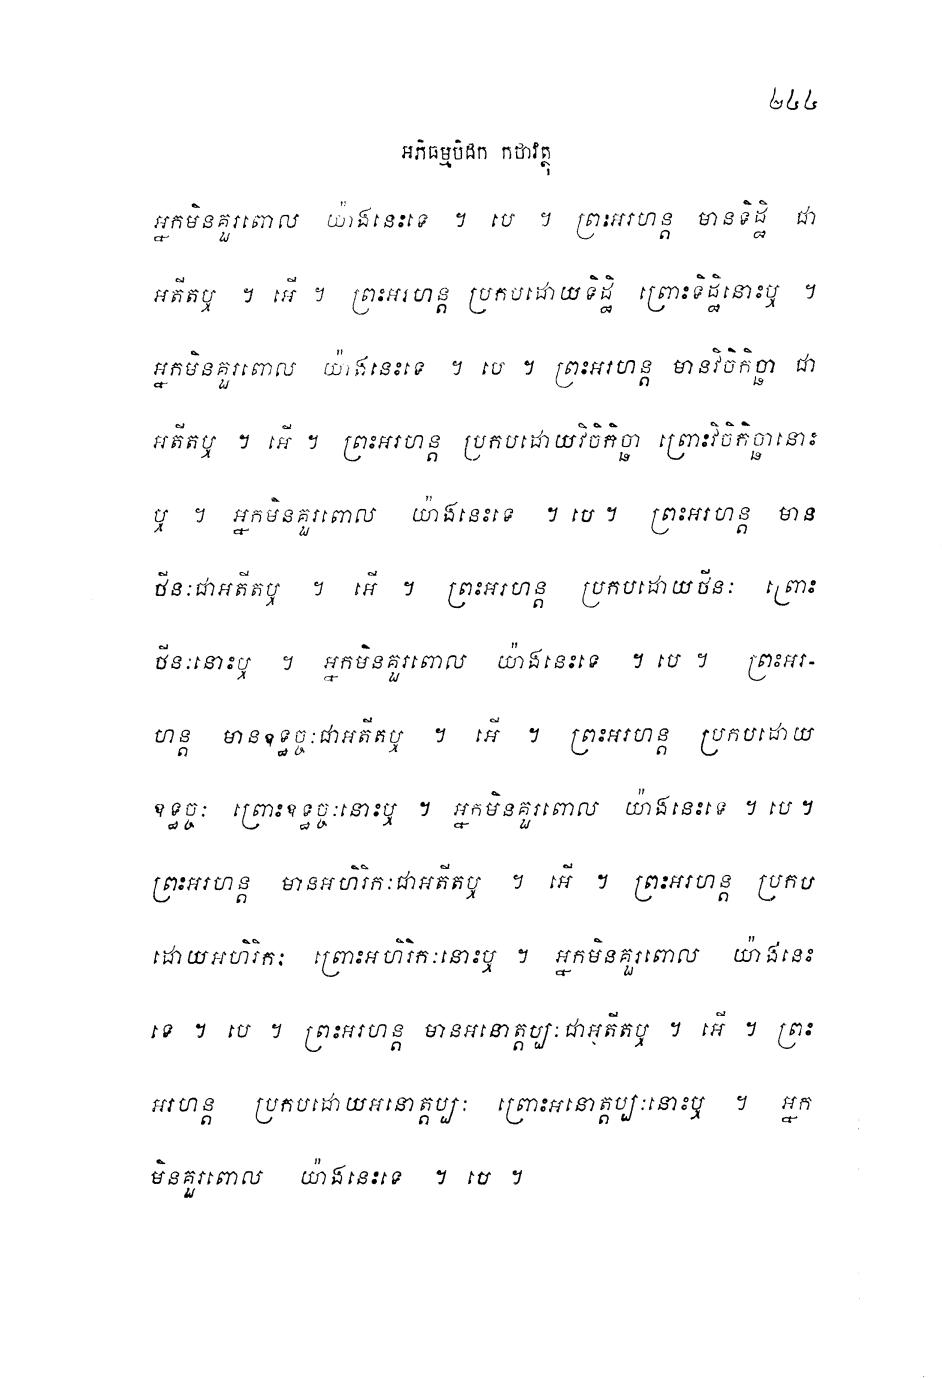 ២៤៤
អភិធម្មបិដក កថាវត្ថុ
អ្នកមិនគួរពោល យ៉ាងនេះទេ ។ បេ ។ ព្រះអរហន្ត មានទិដ្ឋិ ជា
អតីតឬ ។ អើ ។ ព្រះអរហន្ត ប្រកបដោយទិដ្ឋិ ព្រោះទិដ្ឋិនោះឬ ។
អ្នកមិនគួរពោល យ៉ាងនេះទេ ។ បេ ។ ព្រះអរហន្ត មានវិចិកិច្ឆា ជា
អតីតឬ ។ អើ ។ ព្រះអរហន្ត ប្រកបដោយវិចិកិច្ឆា ព្រោះវិចិកិច្ឆានោះ
ឬ ។ អ្នកមិនគួរពោល យ៉ាងនេះទេ ។ បេ ។ ព្រះអរហន្ត មាន
ថីនៈជាអតីតឬ ។ អើ ។ ព្រះអរហន្ត ប្រកបដោយថីនៈ ព្រោះ
ថីនៈនោះឬ ។ អ្នកមិនគួរពោល យ៉ាងនេះទេ ។ បេ ។ ព្រះអរ-
ហន្ត មានឧទ្ធច្ចៈជាអតីតឬ ។ អើ ។ ព្រះអរហន្ត ប្រកបដោយ
ឧទ្ធច្ចៈ ព្រោះឧទ្ធច្ចៈនោះឬ ។ អ្នកមិនគួរពោល យ៉ាងនេះទេ ។ បេ ។
ព្រះអរហន្ត មានអហិរិកៈជាអតីតឬ ។ អើ ។ ព្រះអរហន្ត ប្រកប
ដោយអហិរិកៈ ព្រោះអហិរិកៈនោះឬ ។ អ្នកមិនគួរពោល យ៉ាងនេះ
ទេ ។ បេ ។ ព្រះអរហន្ត មានអនោត្តប្បៈជាអតីតឬ ។ អើ ។ ព្រះ
អរហន្ត ប្រកបដោយអនោត្តប្បៈ ព្រោះអនោត្តប្បៈនោះឬ ។ អ្នក
មិនគួរពោល យ៉ាងនេះទេ ។ បេ ។